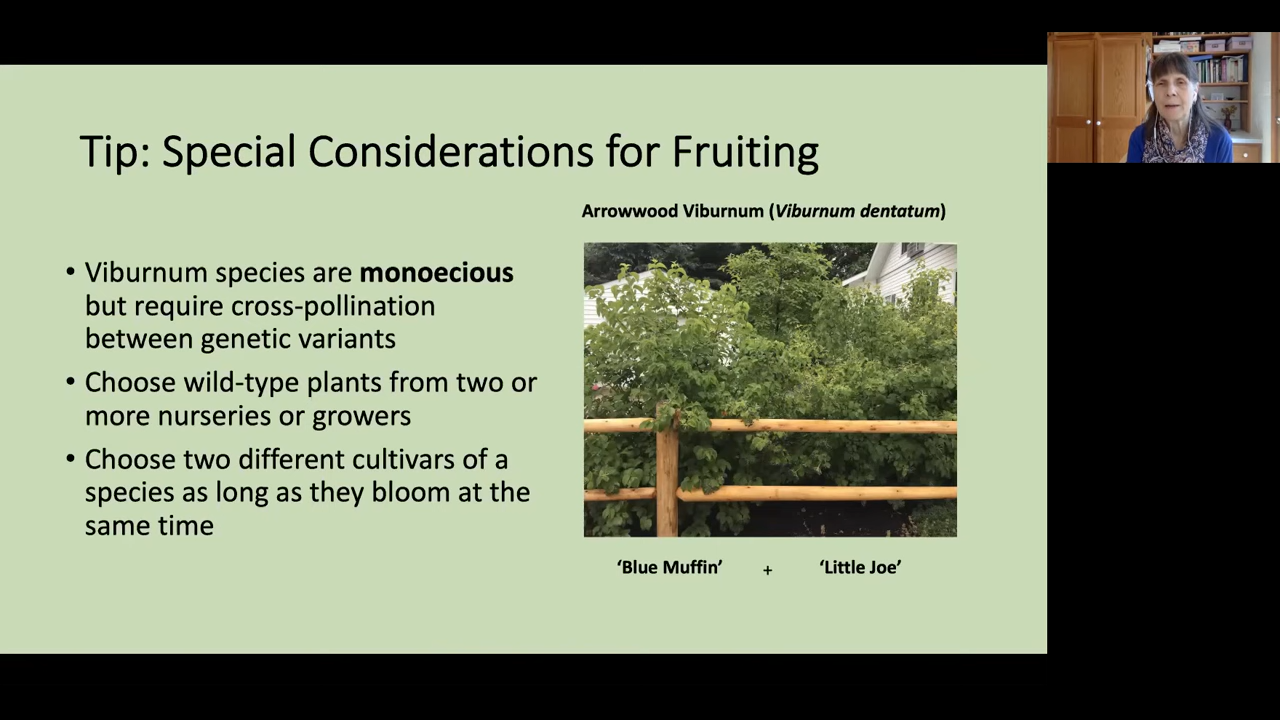 Tip: Special Considerations for Fruiting
Arrowwood Viburnum (Viburnum dentatum)
• Viburnum species are monoecious
but require cross-pollination
between genetic variants
• Choose wild-type plants from two or
more nurseries or growers
• Choose two different cultivars of a
species as long as they bloom at the
same time
‘Blue Muffin’ + ‘Little Joe’